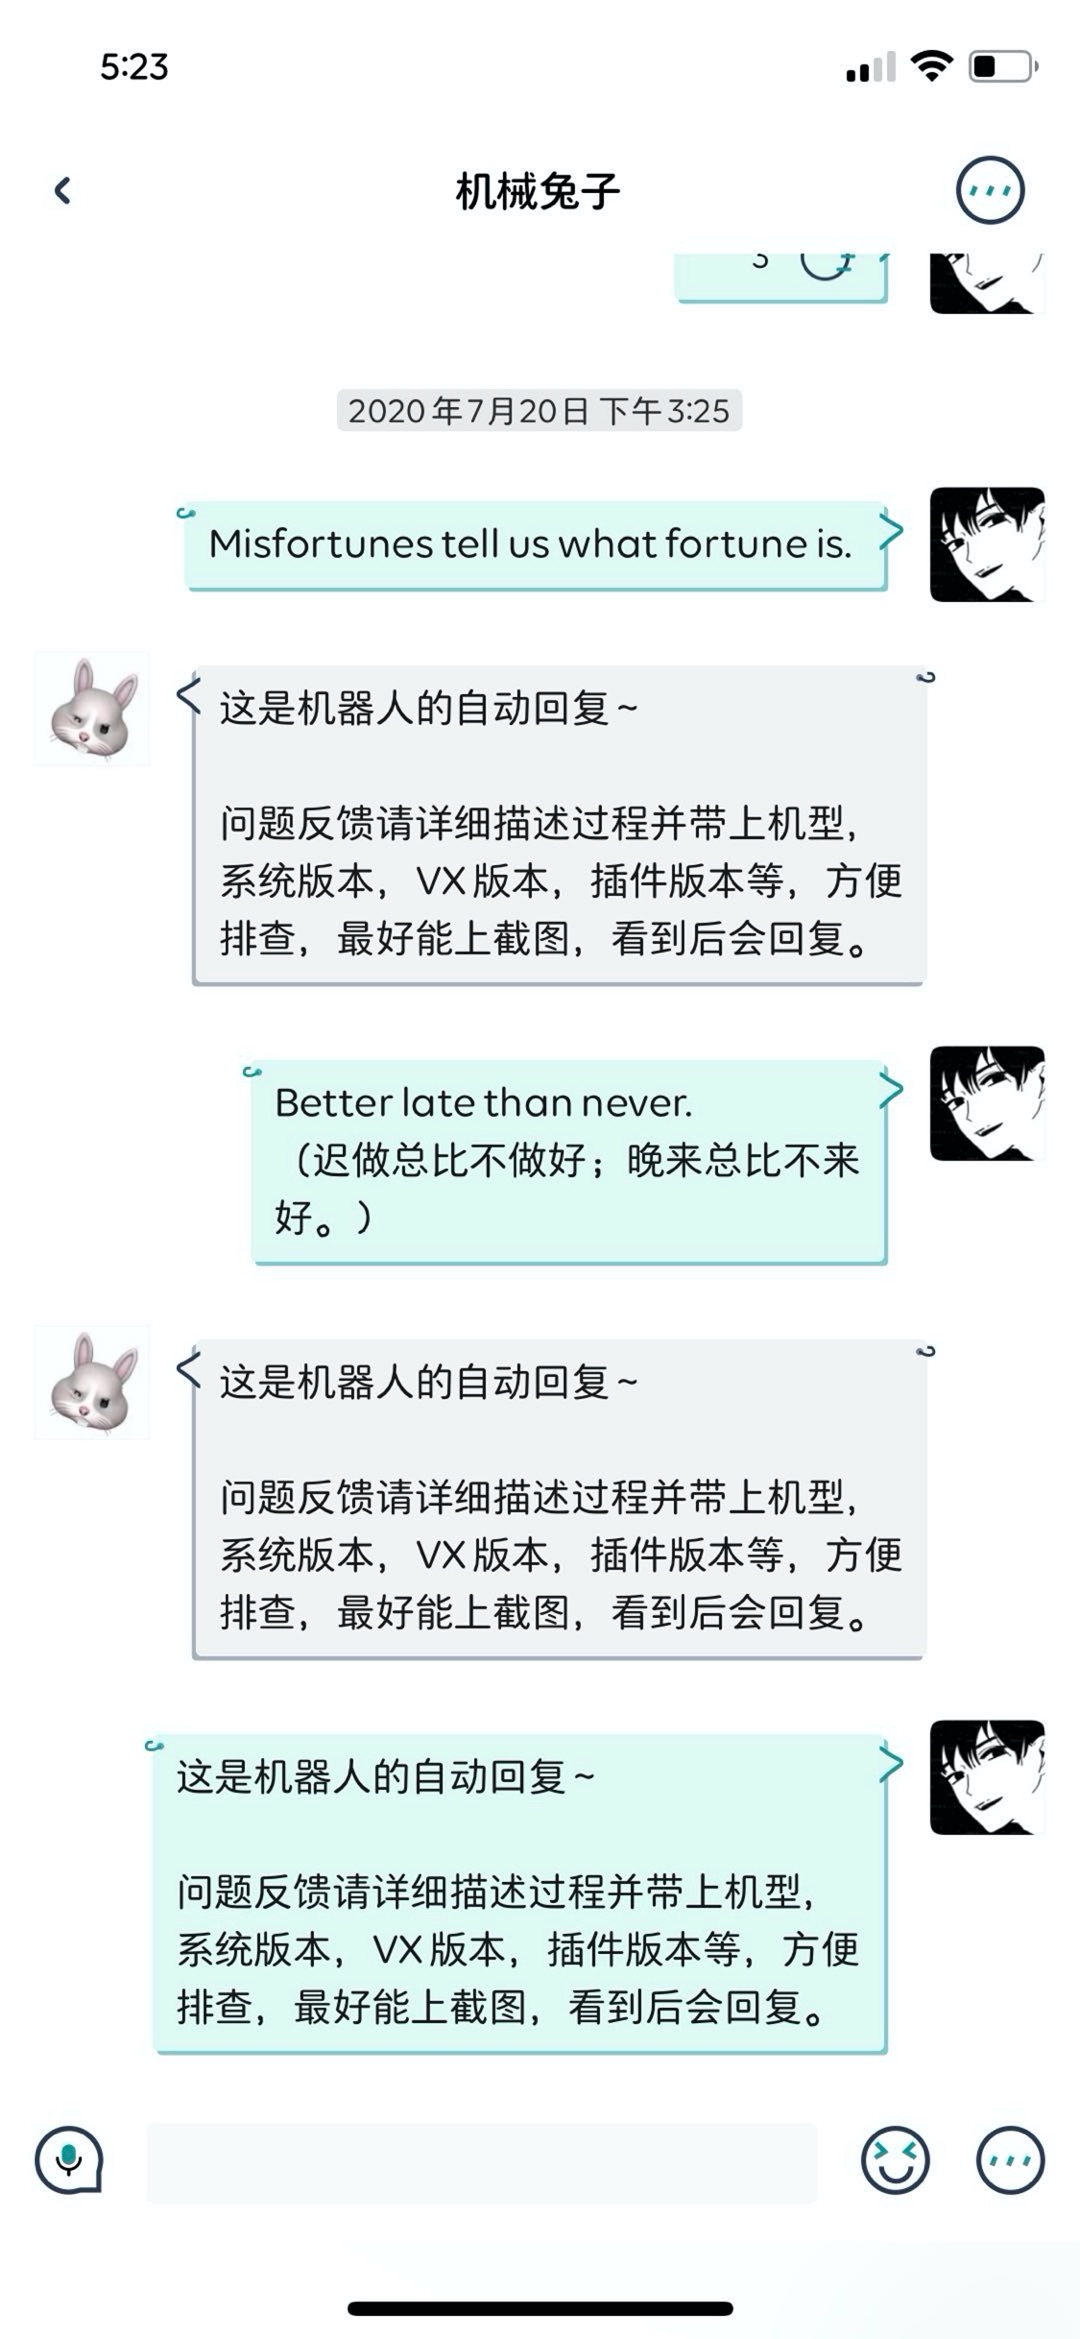 5:23
机械兔子
2020年7月20日 下午3:25
Misfortunes tell us what fortune is.
这是机器人的自动回复~
问题反馈请详细描述过程并带上机型,
系统版本, VX版本, 插件版本等, 方便
排查, 最好能上截图, 看到后会回复。
Better late than never.
（迟做总比不做好；晚来总比不来
好。）
这是机器人的自动回复~
问题反馈请详细描述过程并带上机型,
系统版本, VX版本, 插件版本等, 方便
排查, 最好能上截图, 看到后会回复。
这是机器人的自动回复~
问题反馈请详细描述过程并带上机型,
系统版本, VX版本, 插件版本等, 方便
排查, 最好能上截图, 看到后会回复。